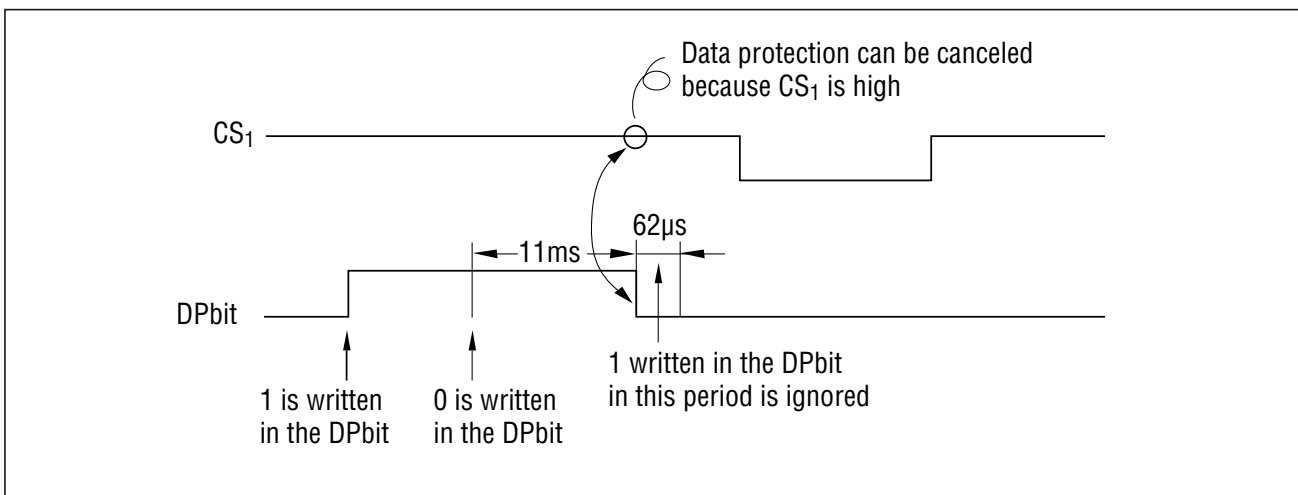 Data protection can be canceled
because CS₁ is high
CS₁
62μs
11ms
DPbit
1 written in the DPbit
in this period is ignored
1 is written
in the DPbit
0 is written
in the DPbit